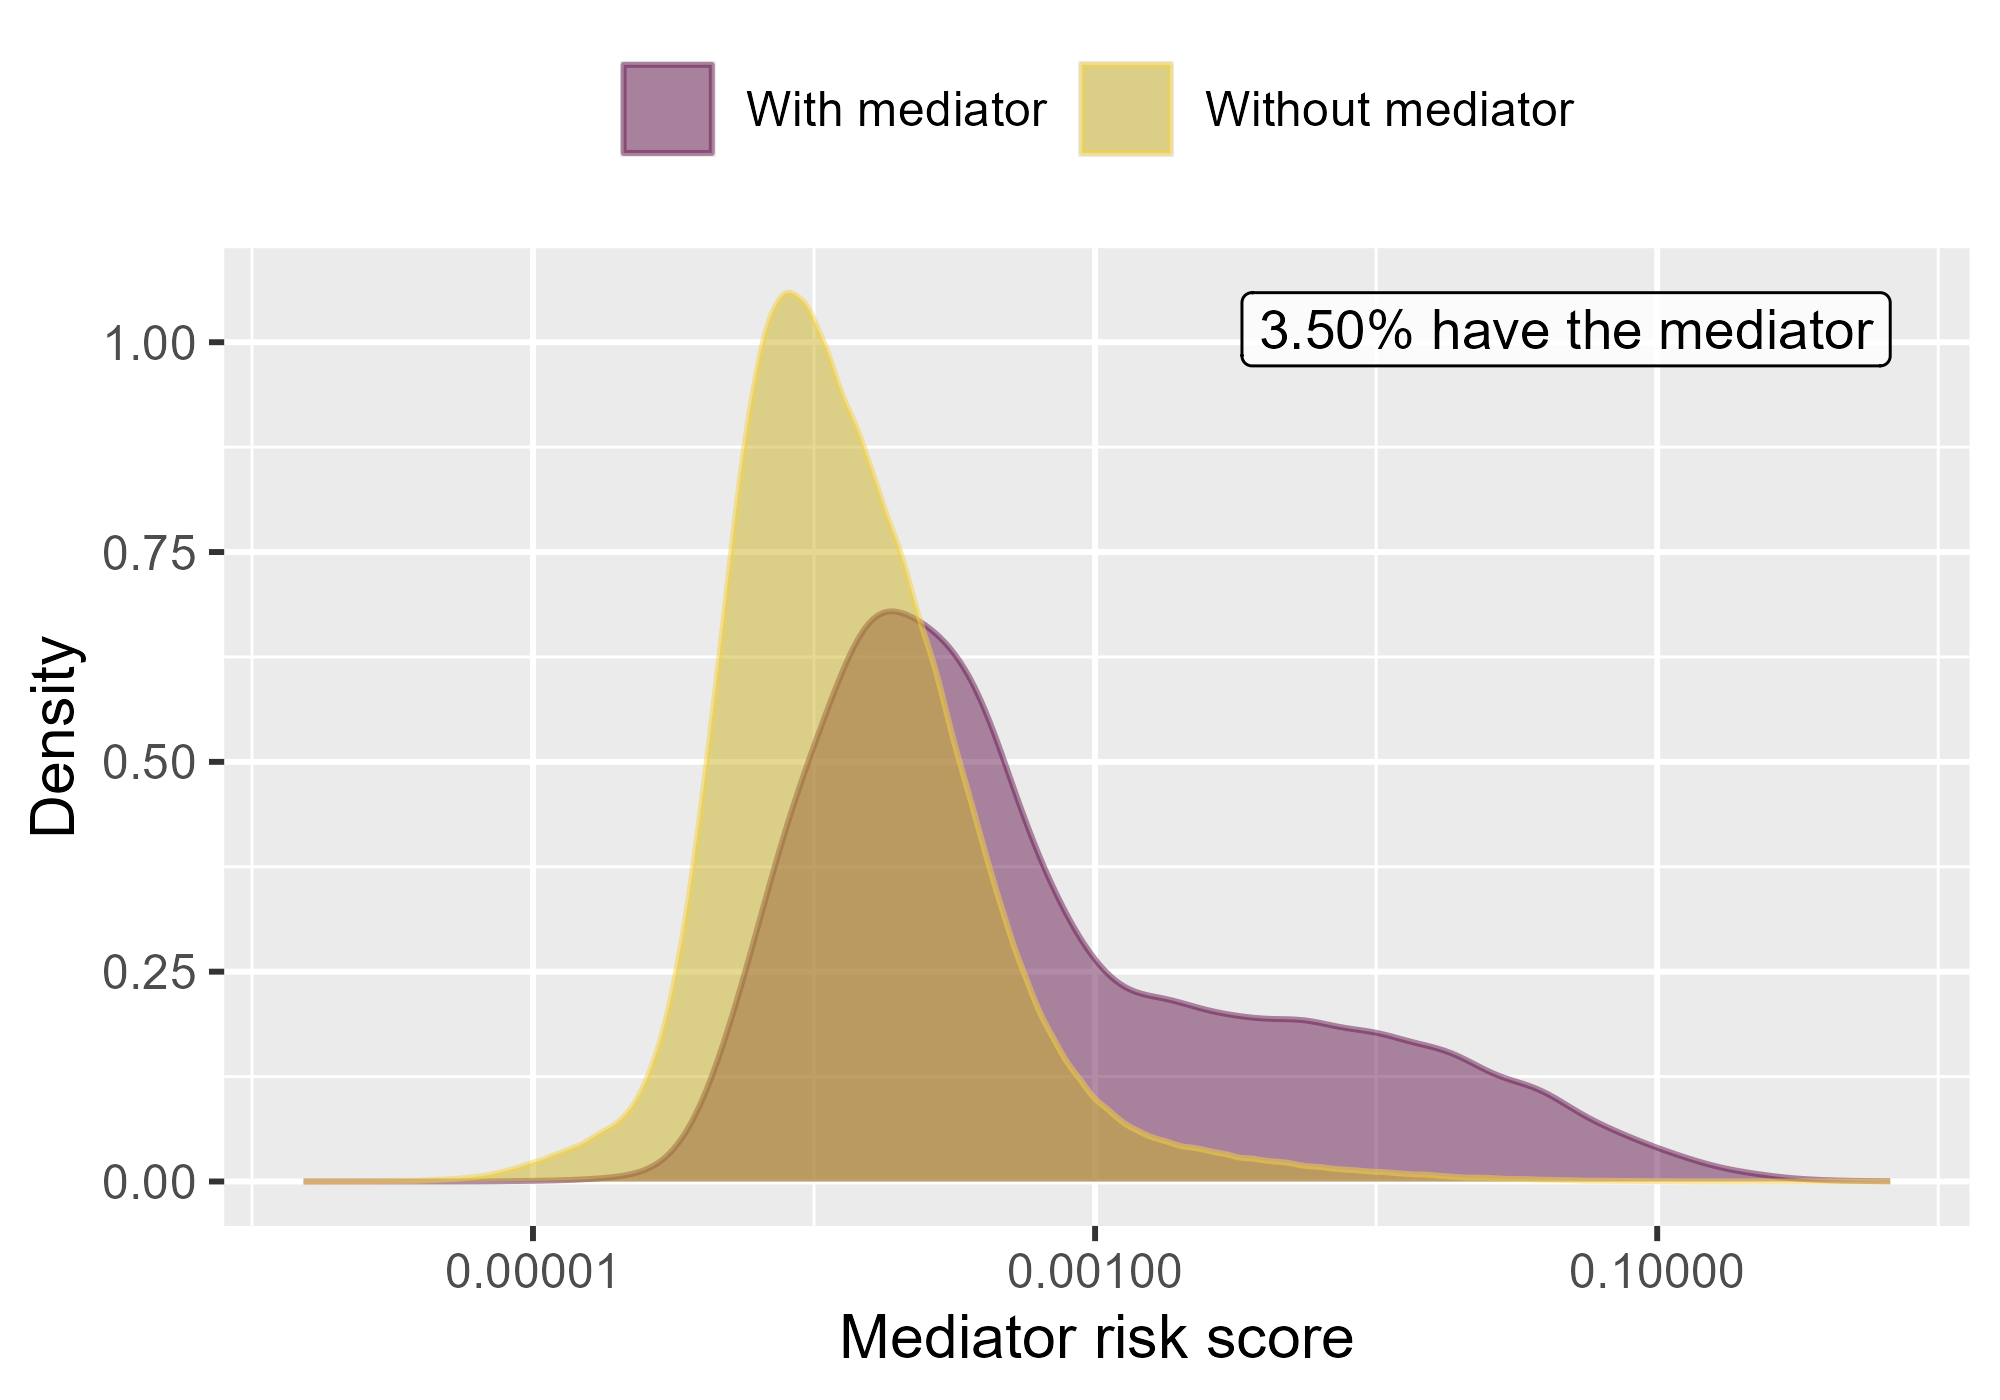 With mediator
Without mediator
3.50% have the mediator
1.00
0.75
0.50
0.25
0.00
Density
0.00001
0.00100
0.10000
Mediator risk score